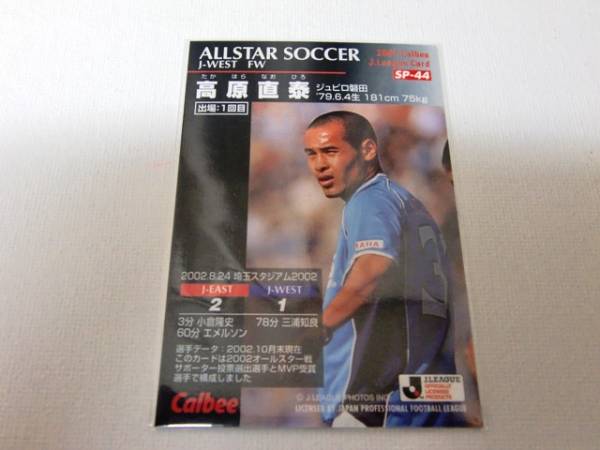 ALLSTAR SOCCER
J-WEST FW
2002 Calbee
J.League Card
SP-44
たか はら なお ひろ
高原直泰
ジュビロ磐田
'79.6.4生 181cm 75kg
出場:1回目
2002.8.24 埼玉スタジアム2002
J-EAST J-WEST
2 1
3分 小倉隆史 78分 三浦知良
60分 エメルソン
選手データ:2002.10月末現在
このカードは2002オールスター戦
サポーター投票選出選手とMVP受賞
選手で構成しました
Calbee
J.LEAGUE
OFFICIALLY
LICENSED
PRODUCTS
© J.LEAGUE PHOTOS INC.
LICENSED BY JAPAN PROFESSIONAL FOOTBALL LEAGUE